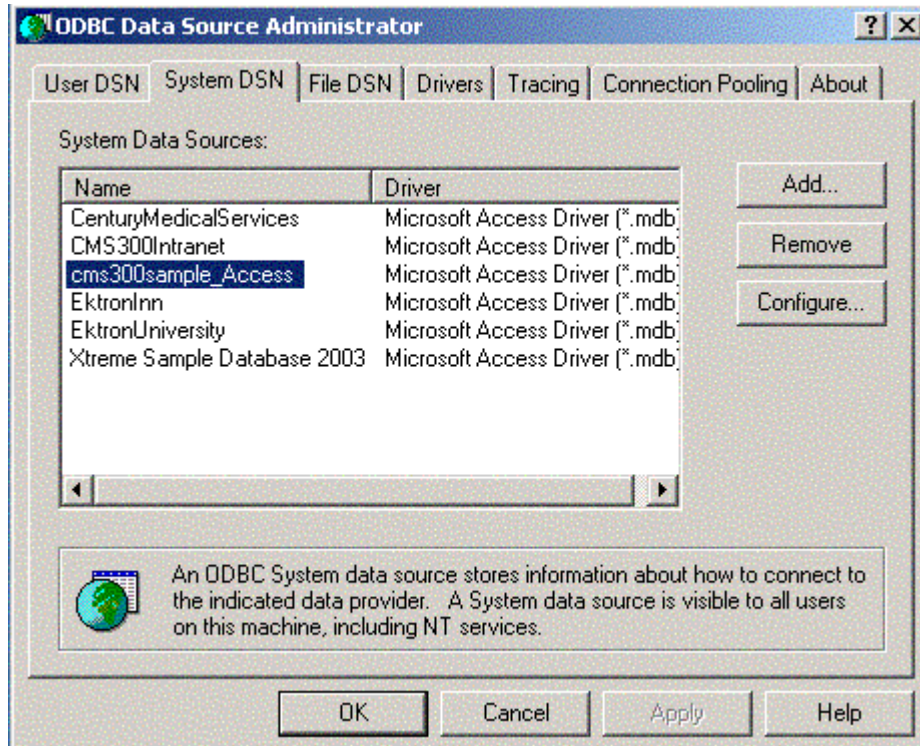 ODBC Data Source Administrator
User DSN System DSN File DSN Drivers Tracing Connection Pooling About
System Data Sources:
Name Driver
CenturyMedicalServices Microsoft Access Driver (*.mdb)
CMS300Intranet Microsoft Access Driver (*.mdb)
cms300sample_Access Microsoft Access Driver (*.mdb)
EktronInn Microsoft Access Driver (*.mdb)
EktronUniversity Microsoft Access Driver (*.mdb)
Xtreme Sample Database 2003 Microsoft Access Driver (*.mdb)
Add...
Remove
Configure...
An ODBC System data source stores information about how to connect to
the indicated data provider. A System data source is visible to all users
on this machine, including NT services.
OK Cancel Apply Help